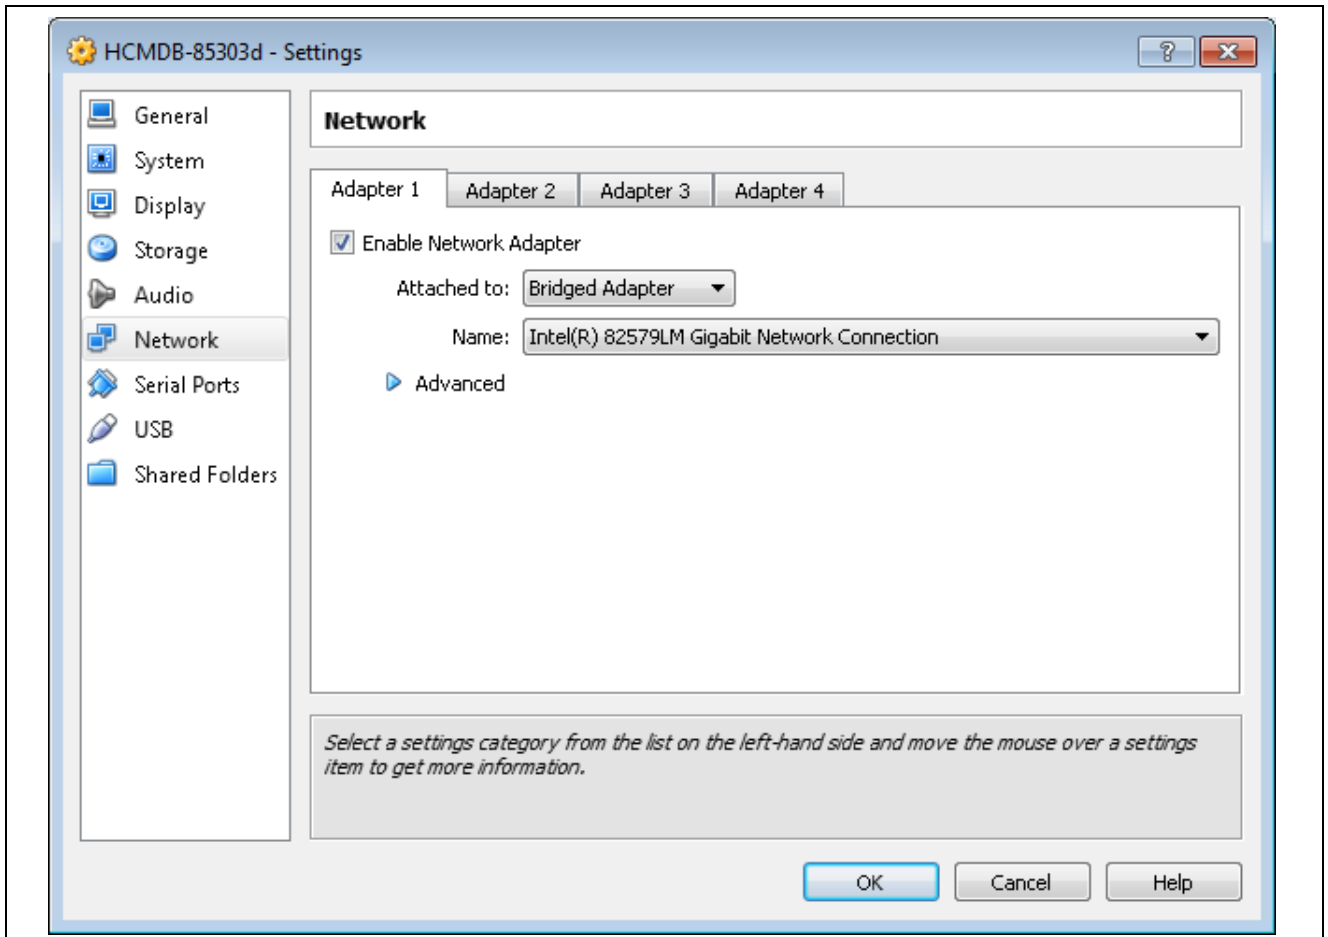 HCMDB-85303d - Settings
General
System
Display
Storage
Audio
Network
Serial Ports
USB
Shared Folders
Network
Adapter 1
Adapter 2
Adapter 3
Adapter 4
Enable Network Adapter
Attached to: Bridged Adapter
Name: Intel(R) 82579LM Gigabit Network Connection
Advanced
Select a settings category from the list on the left-hand side and move the mouse over a settings
item to get more information.
OK
Cancel
Help